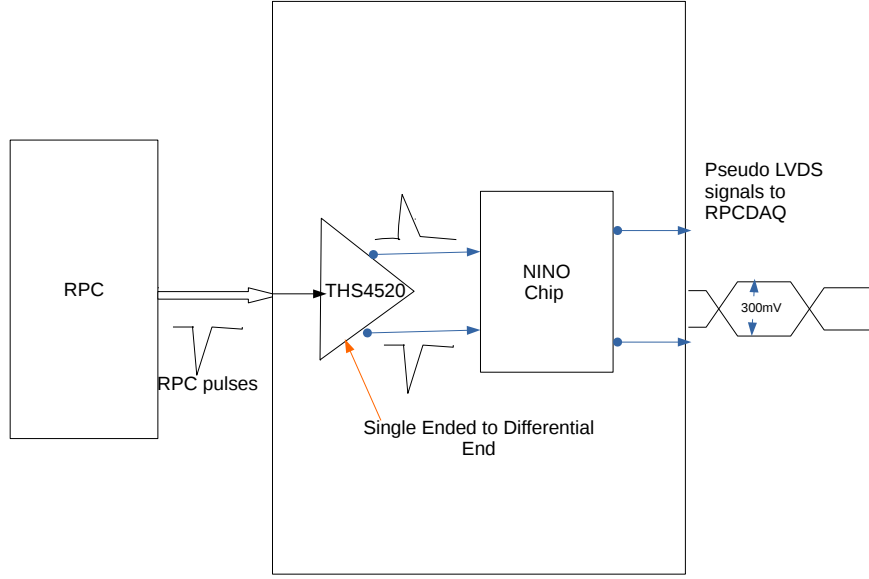 RPC
RPC pulses
THS4520
Single Ended to Differential
End
NINO
Chip
Pseudo LVDS
signals to
RPCDAQ
300mV